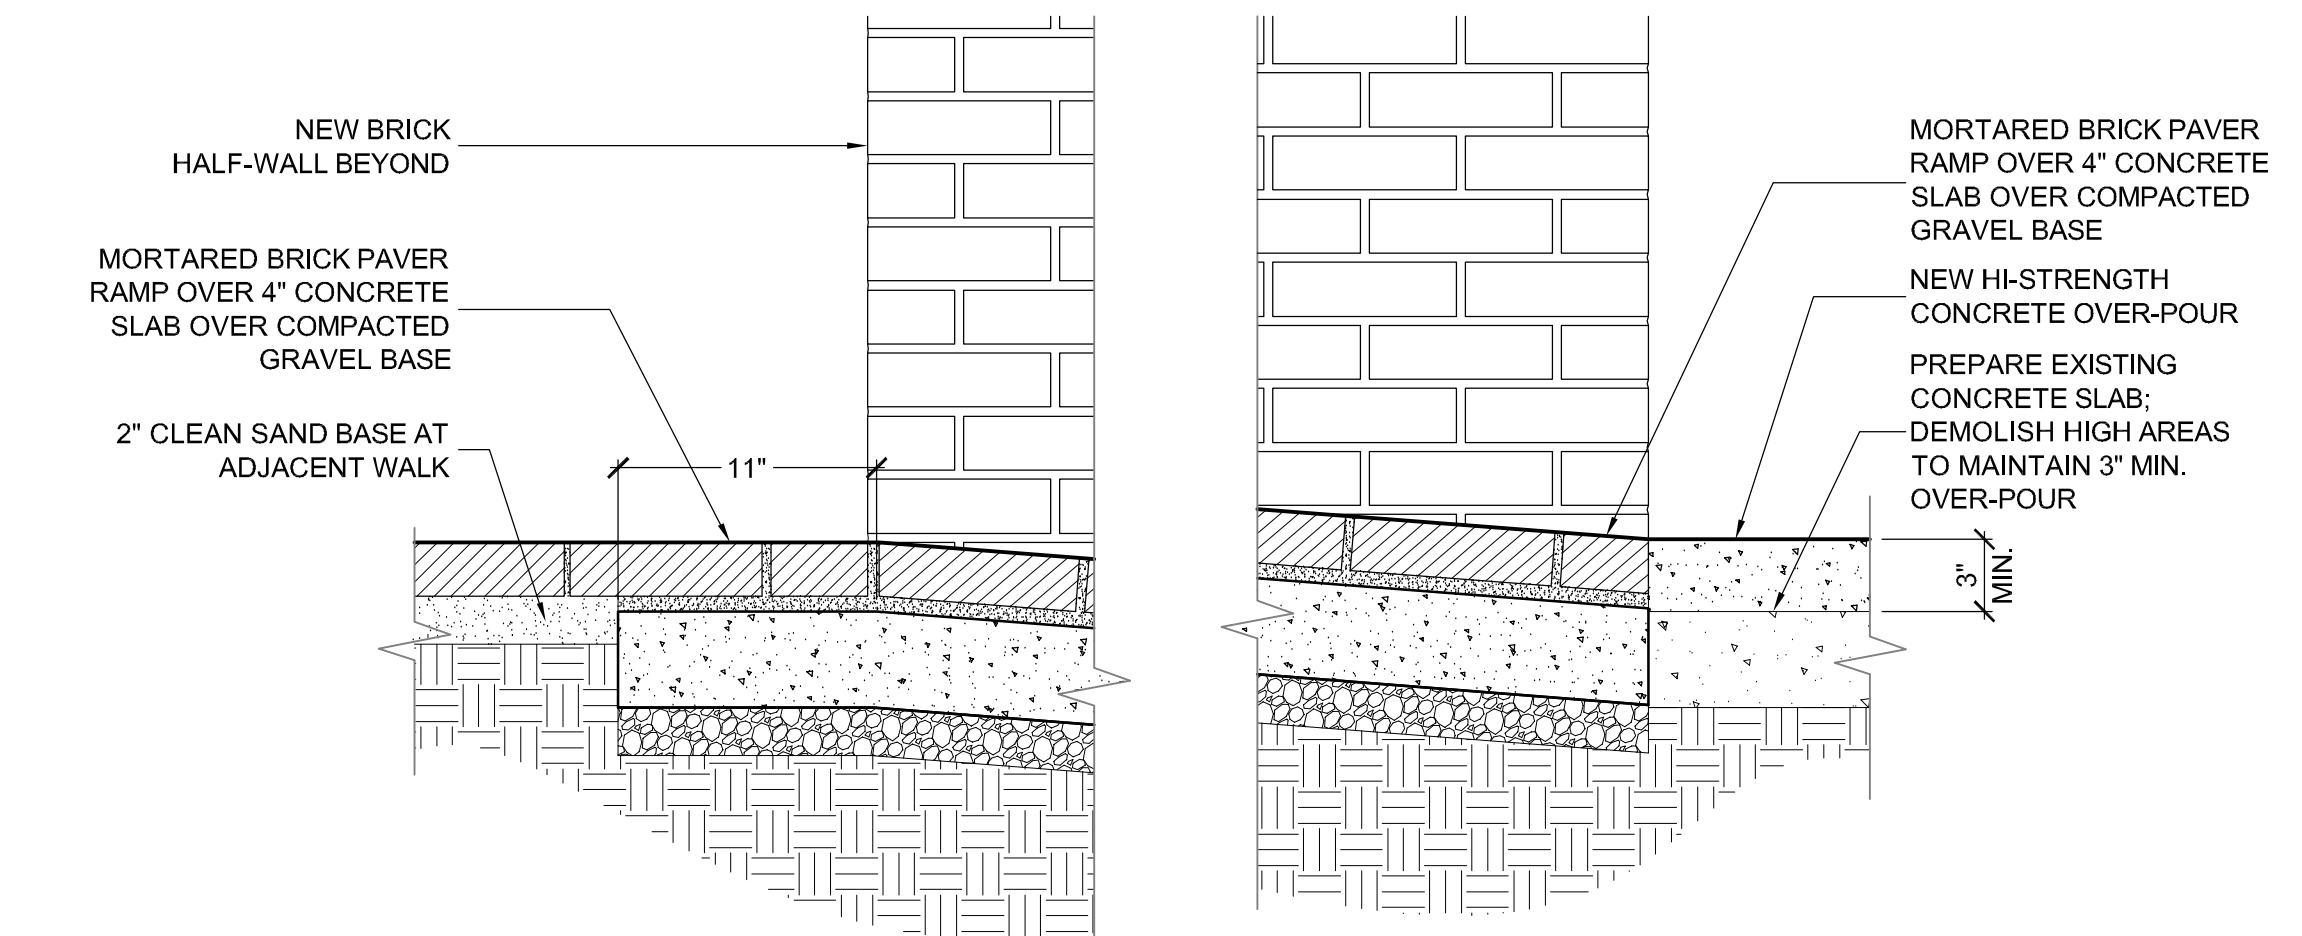 NEW BRICK
HALF-WALL BEYOND
MORTARED BRICK PAVER
RAMP OVER 4" CONCRETE
SLAB OVER COMPACTED
GRAVEL BASE
2" CLEAN SAND BASE AT
ADJACENT WALK
11"
MORTARED BRICK PAVER
RAMP OVER 4" CONCRETE
SLAB OVER COMPACTED
GRAVEL BASE
NEW HI-STRENGTH
CONCRETE OVER-POUR
PREPARE EXISTING
CONCRETE SLAB;
DEMOLISH HIGH AREAS
TO MAINTAIN 3" MIN.
OVER-POUR
3"
MIN.